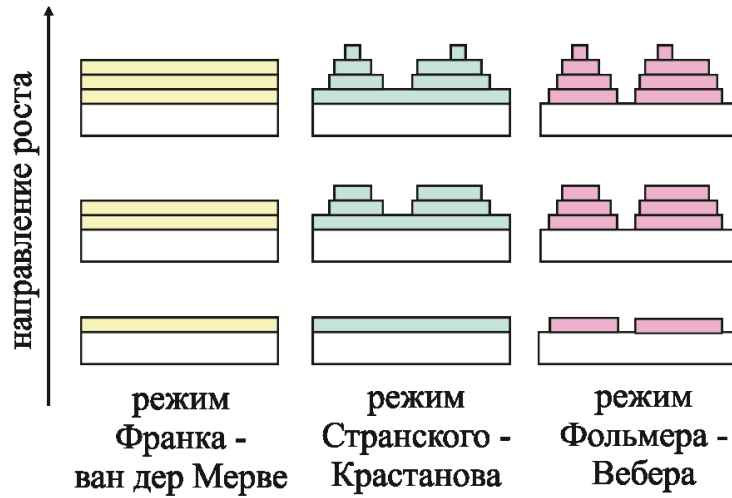 направление роста
режим
Франка -
ван дер Мерве
режим
Странского -
Крастанова
режим
Фольмера -
Вебера